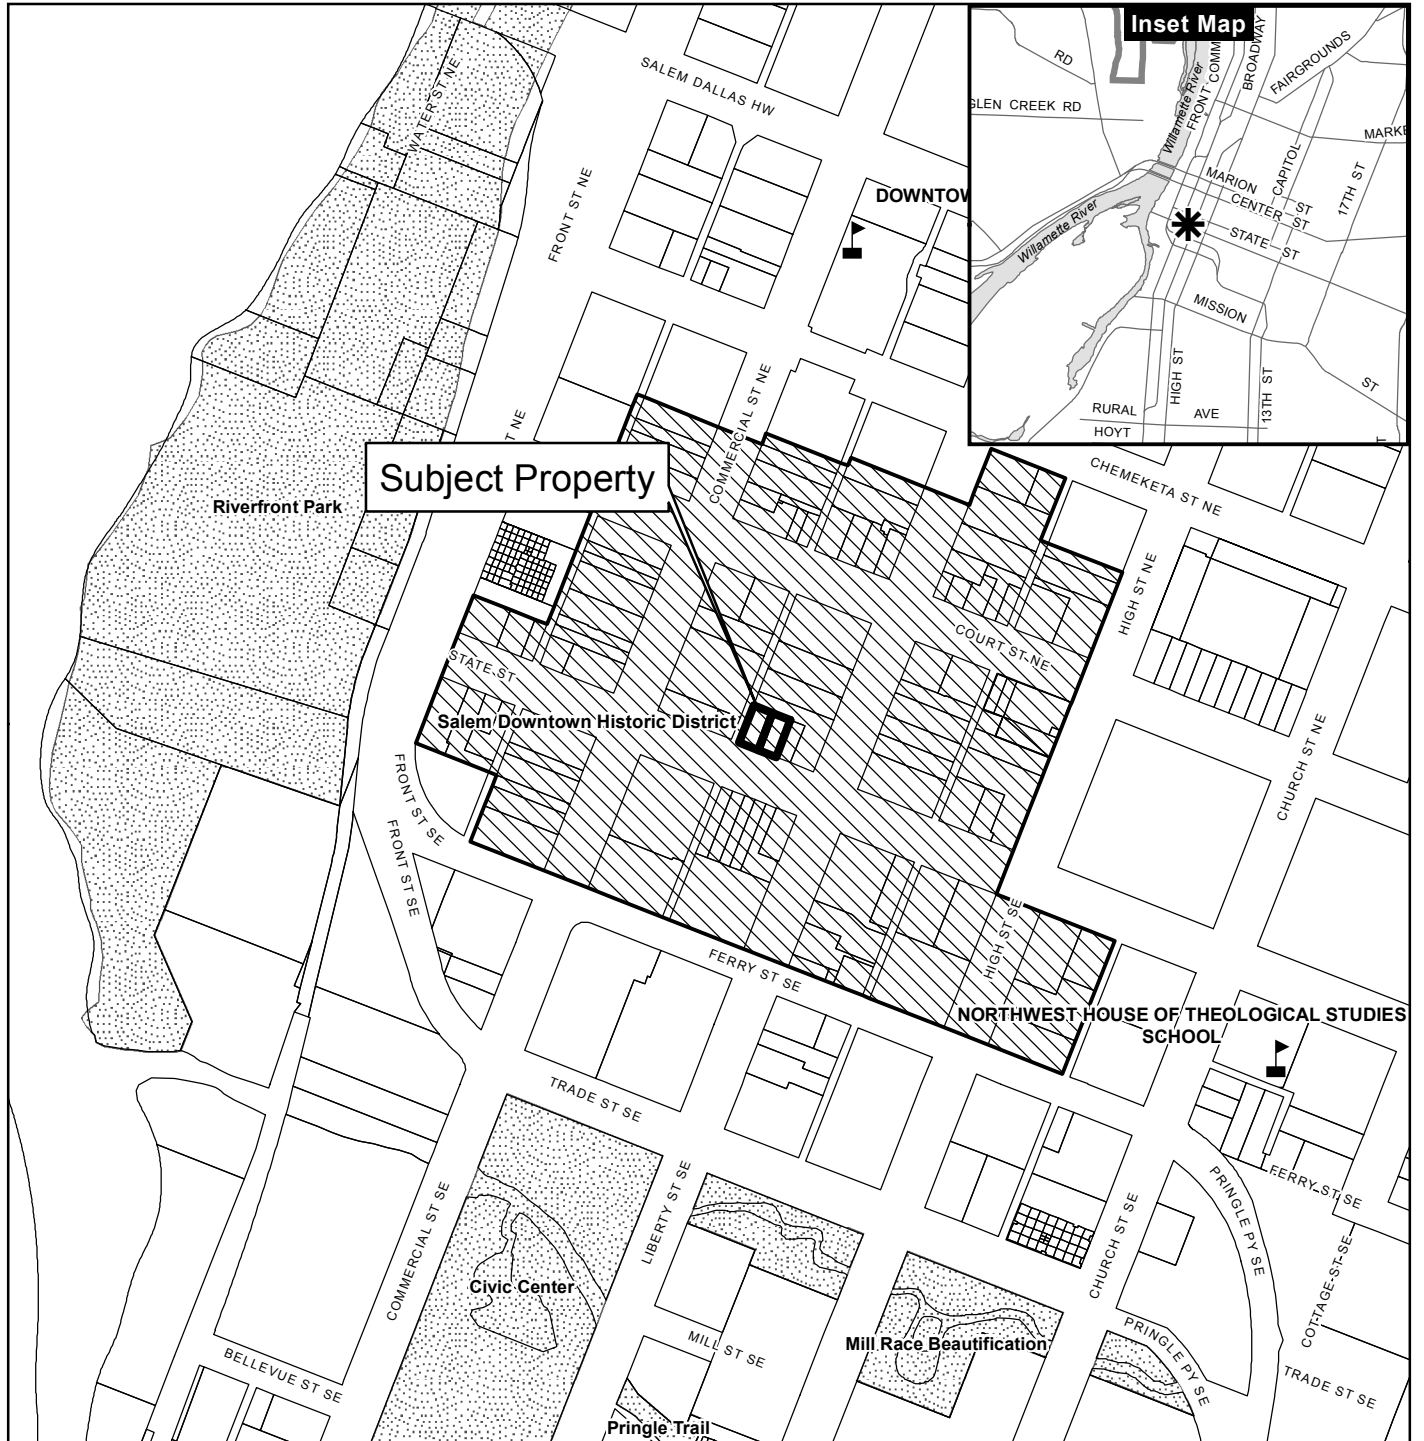 Inset Map
RD
GLEN CREEK RD
Willamette River
Willamette River
FRONT
COMM
BROADWAY
FAIRGROUNDS
MARKE
CAPITOL
17TH ST
MARION ST
CENTER ST
STATE ST
MISSION ST
HIGH ST
13TH ST
RURAL AVE
HOYT
WATER ST NE
SALEM DALLAS HW
FRONT ST NE
DOWNTOW
COMMERCIAL ST NE
T NE
Subject Property
CHEMEKETA ST NE
Riverfront Park
HIGH ST NE
COURT ST NE
STATE ST
Salem Downtown Historic District
CHURCH ST NE
FRONT ST SE
FRONT ST SE
HIGH ST SE
FERRY ST SE
NORTHWEST HOUSE OF THEOLOGICAL STUDIES
SCHOOL
TRADE ST SE
LIBERTY ST SE
COMMERCIAL ST SE
FERRY ST SE
PRINGLE PY SE
CHURCH ST SE
COTTAGE ST SE
Civic Center
MILL ST SE
Mill Race Beautification
PRINGLE PY SE
BELLEVUE ST SE
TRADE ST SE
Pringle Trail